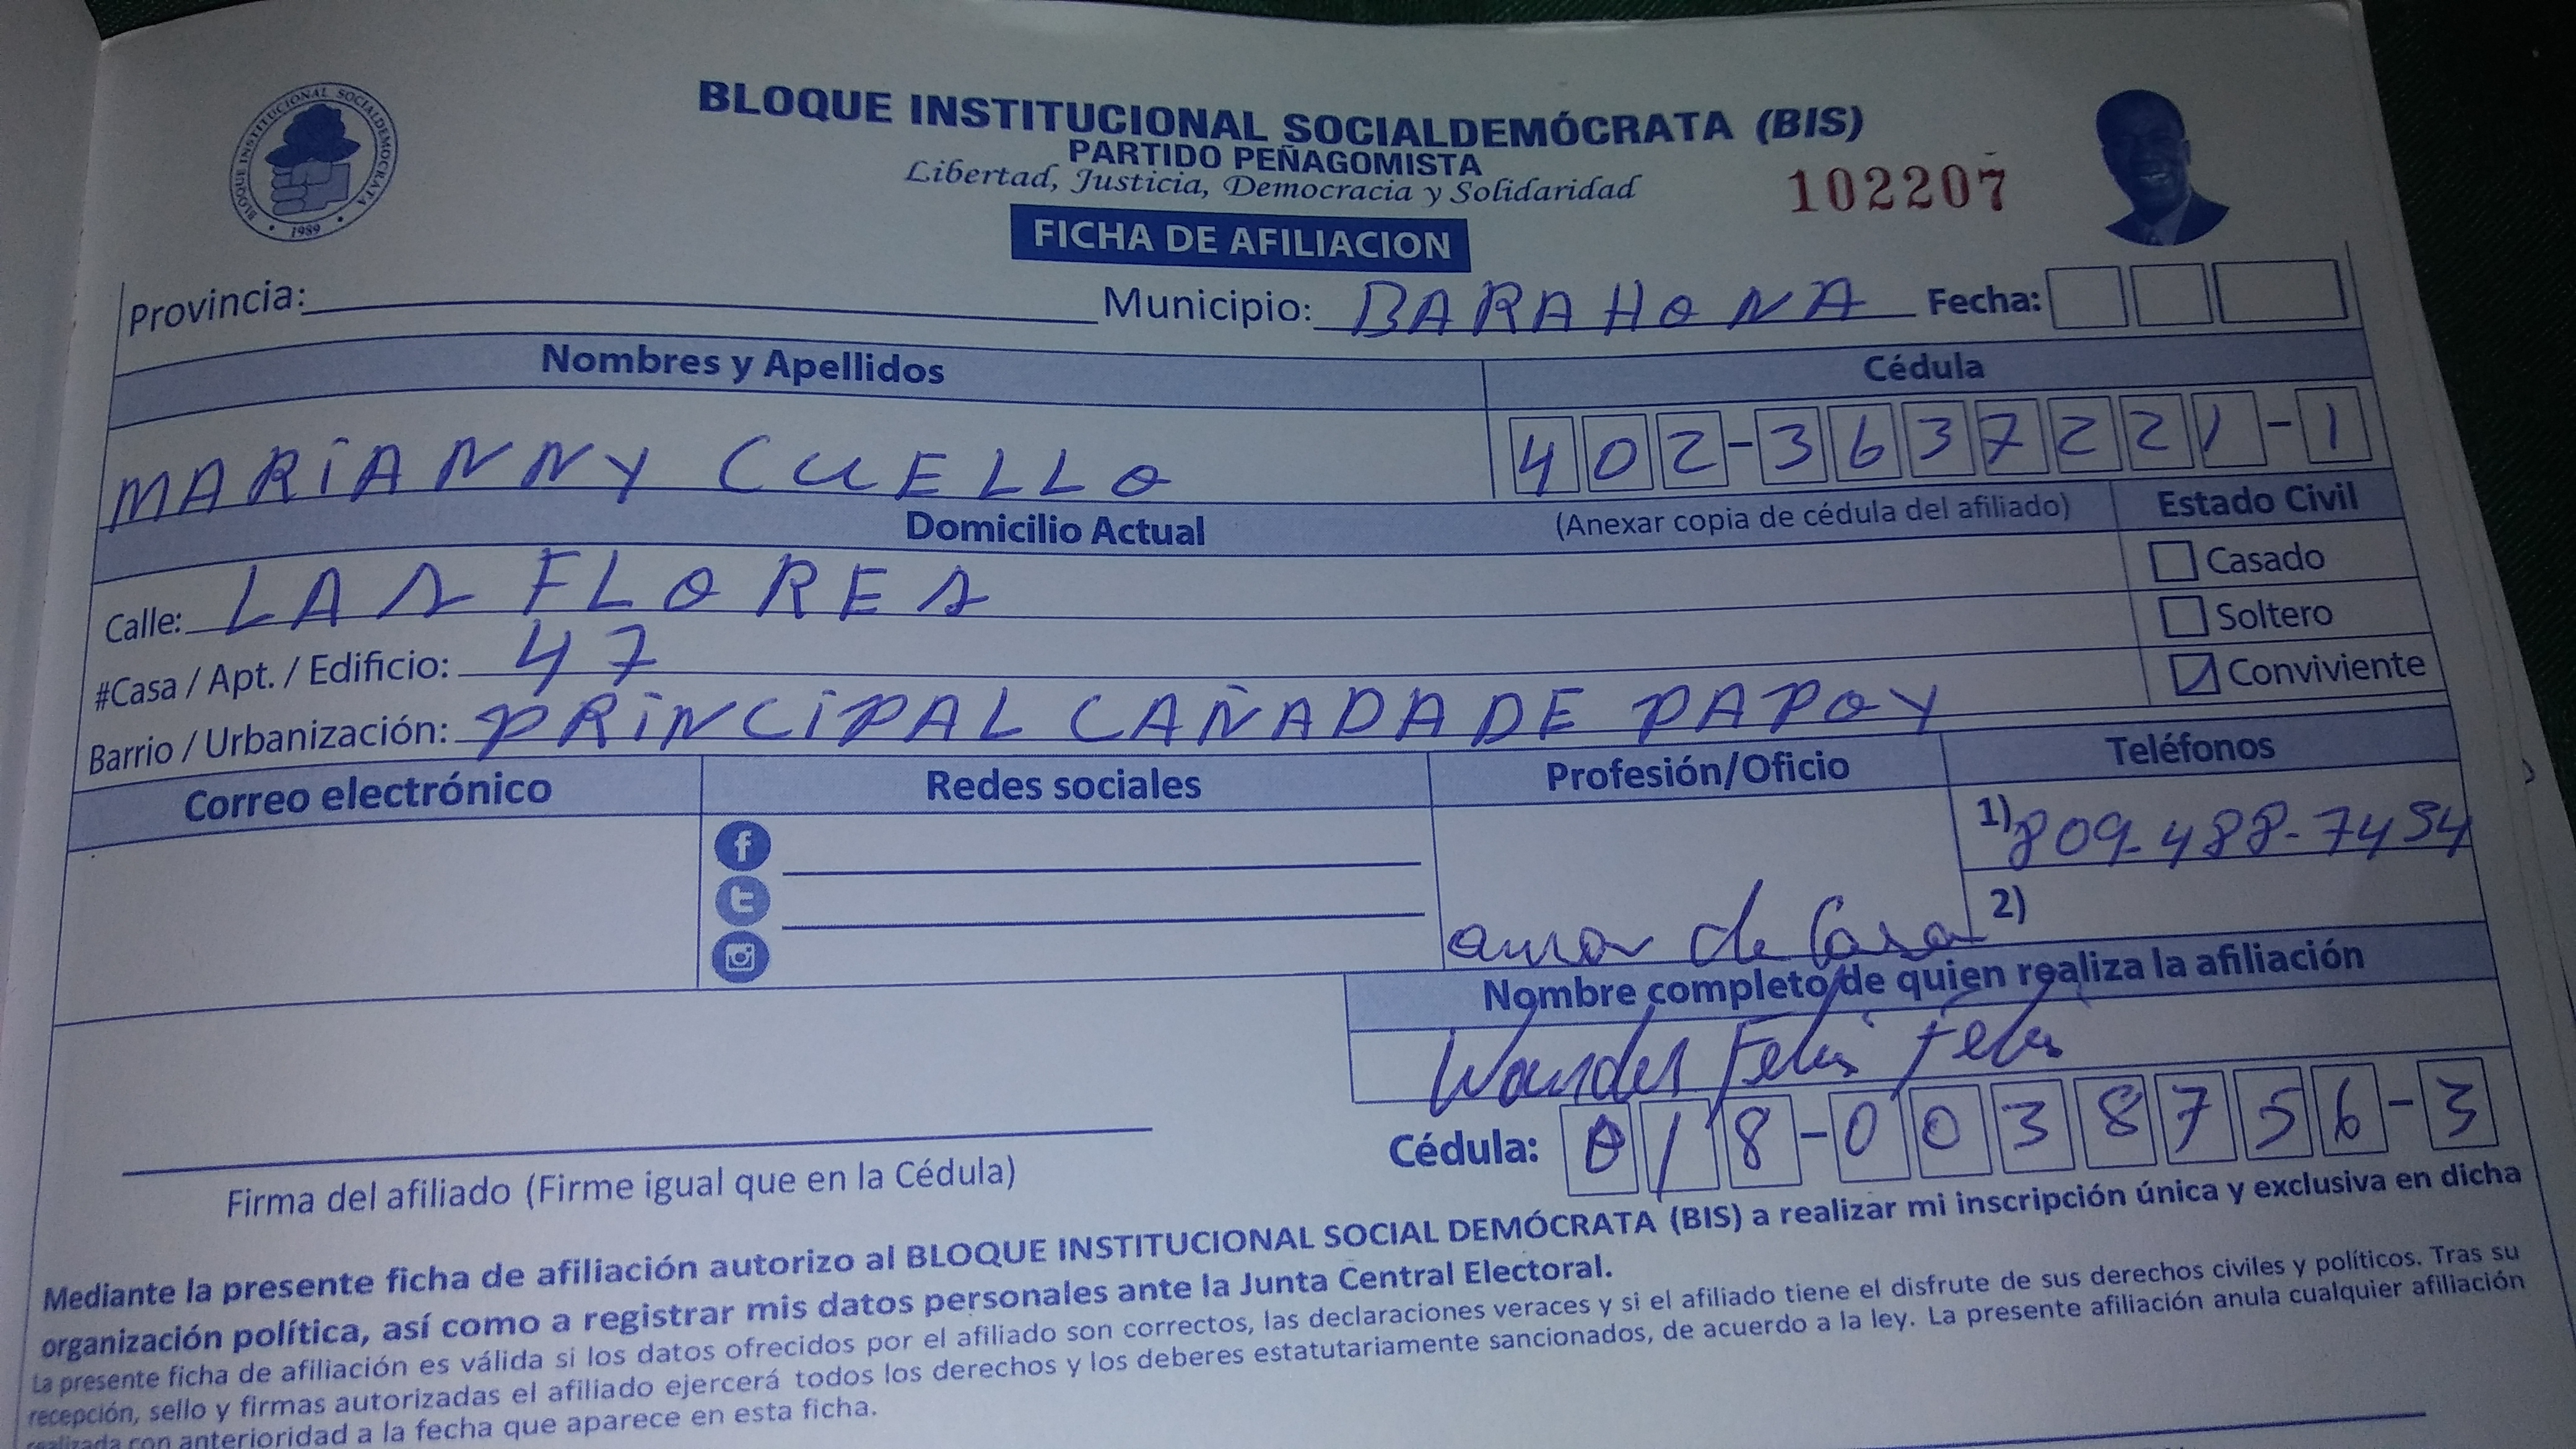 BLOQUE INSTITUCIONAL SOCIALDEMÓCRATA (BIS)
PARTIDO PEÑAGOMISTA
Libertad, Justicia, Democracia y Solidaridad
102207
FICHA DE AFILIACION
BLOQUE INSTITUCIONAL SOCIALDEMOCRATA
1989
Provincia: Municipio: BARAHONA Fecha:
Nombres y Apellidos Cédula
MARIANNY CUELLO 402-3637221-1
Domicilio Actual (Anexar copia de cédula del afiliado) Estado Civil
Calle: LAS FLORES Casado
#Casa / Apt. / Edificio: 47 Soltero
Barrio / Urbanización: PRINCIPAL CAÑADA DE PAPOY Conviviente
Correo electrónico Redes sociales Profesión/Oficio Teléfonos
1) 809-488-7454
amor de Casa 2)
Nombre completo de quien realiza la afiliación
Wander Feliz Feliz
Cédula: 018-0038756-3
Firma del afiliado (Firme igual que en la Cédula)
Mediante la presente ficha de afiliación autorizo al BLOQUE INSTITUCIONAL SOCIAL DEMÓCRATA (BIS) a realizar mi inscripción única y exclusiva en dicha
organización política, así como a registrar mis datos personales ante la Junta Central Electoral.
La presente ficha de afiliación es válida si los datos ofrecidos por el afiliado son correctos, las declaraciones veraces y si el afiliado tiene el disfrute de sus derechos civiles y políticos. Tras su
recepción, sello y firmas autorizadas el afiliado ejercerá todos los derechos y los deberes estatutariamente sancionados, de acuerdo a la ley. La presente afiliación anula cualquier afiliación
realizada con anterioridad a la fecha que aparece en esta ficha.